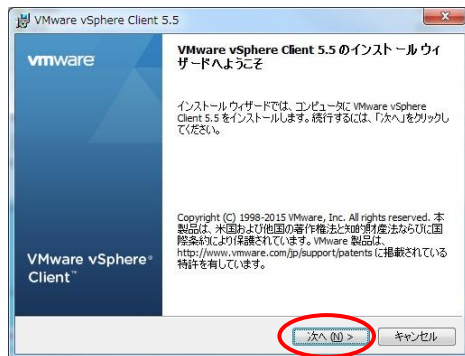 VMware vSphere Client 5.5
vmware
VMware vSphere Client 5.5 のインストール ウィ
ザードへようこそ
インストール ウィザードでは、コンピュータに VMware vSphere
Client 5.5 をインストールします。続行するには、「次へ」をクリックし
てください。
Copyright (C) 1998-2015 VMware, Inc. All rights reserved. 本
製品は、米国および他国の著作権法と知的財産法ならびに国
際条約により保護されています。VMware 製品は、
http://www.vmware.com/jp/support/patents に掲載されている
特許を有しています。
VMware vSphere®
Client™
次へ(N) >
キャンセル